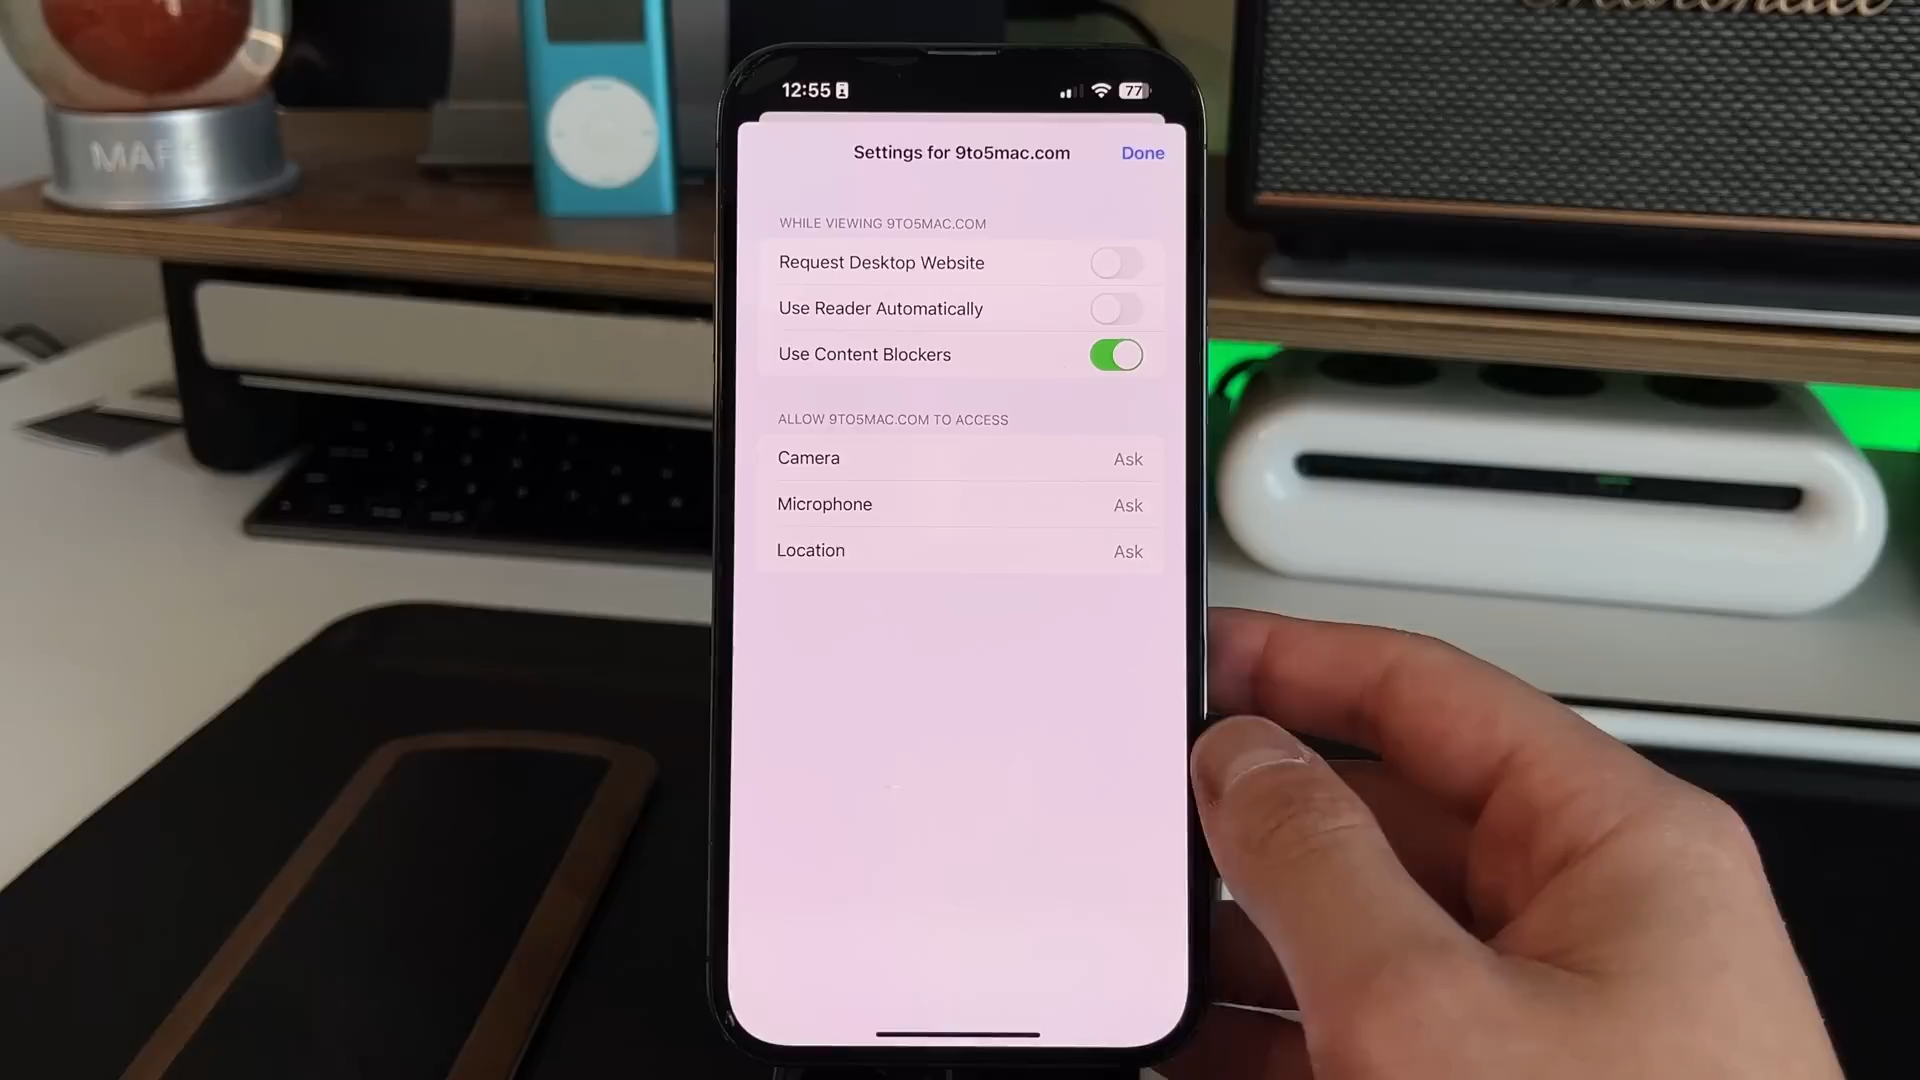 12:55
77
Settings for 9to5mac.com
Done
WHILE VIEWING 9TO5MAC.COM
Request Desktop Website
Use Reader Automatically
Use Content Blockers
ALLOW 9TO5MAC.COM TO ACCESS
Camera
Ask
Microphone
Ask
Location
Ask